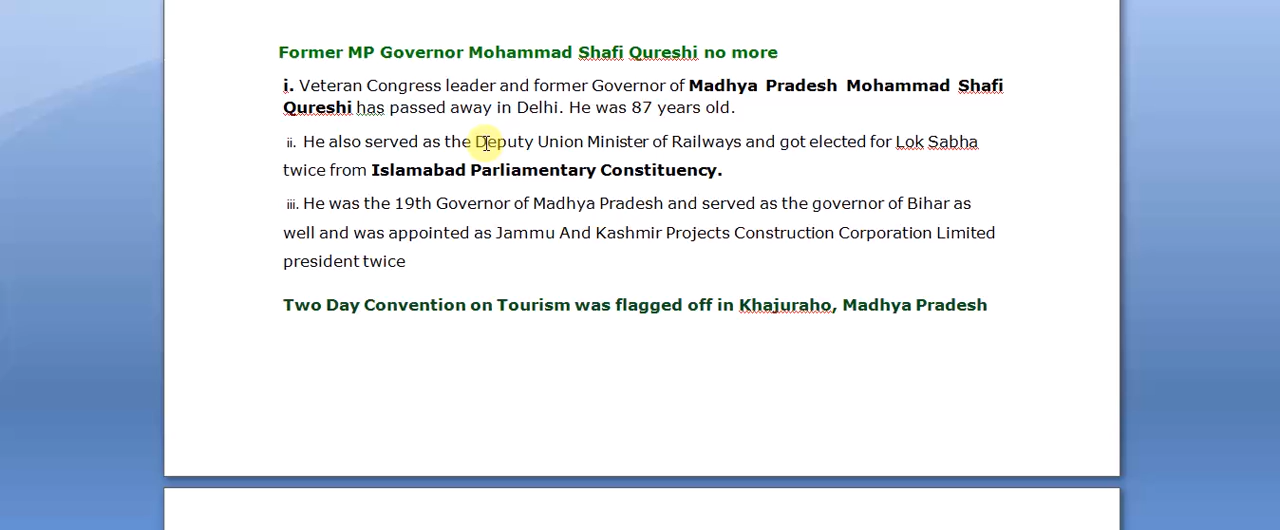 Former MP Governor Mohammad Shafi Qureshi no more
i. Veteran Congress leader and former Governor of Madhya Pradesh Mohammad Shafi
Qureshi has passed away in Delhi. He was 87 years old.
ii. He also served as the Deputy Union Minister of Railways and got elected for Lok Sabha
twice from Islamabad Parliamentary Constituency.
iii. He was the 19th Governor of Madhya Pradesh and served as the governor of Bihar as
well and was appointed as Jammu And Kashmir Projects Construction Corporation Limited
president twice
Two Day Convention on Tourism was flagged off in Khajuraho, Madhya Pradesh